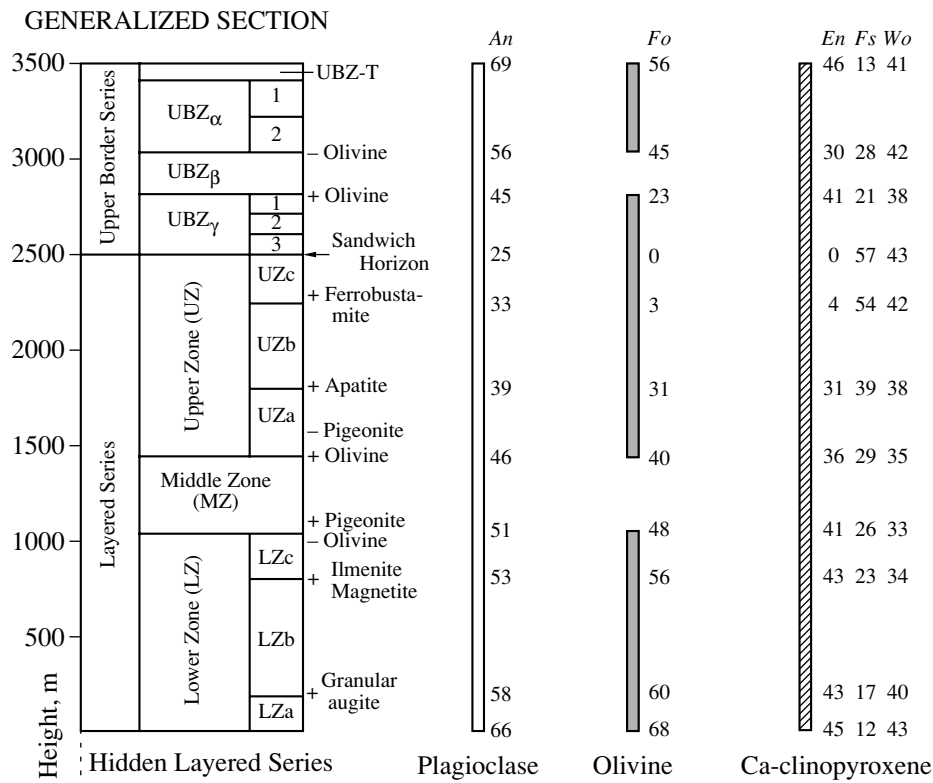 GENERALIZED SECTION
An Fo En Fs Wo
3500 UBZ-T 69 56 46 13 41
1
UBZα
2
3000 – Olivine 56 45 30 28 42
UBZβ
+ Olivine 45 23 41 21 38
1
UBZγ 2
3
Sandwich
2500 Horizon 25 0 0 57 43
UZc
+ Ferrobusta-
mite 33 3 4 54 42
2000 UZb
+ Apatite 39 31 31 39 38
UZa
– Pigeonite
1500 + Olivine 46 40 36 29 35
Middle Zone
(MZ)
+ Pigeonite 51 48 41 26 33
1000 – Olivine
LZc
+ Ilmenite
Magnetite 53 56 43 23 34
500 LZb
+ Granular
augite 58 60 43 17 40
LZa
66 68 45 12 43
Upper Border Series
Layered Series
Upper Zone (UZ)
Lower Zone (LZ)
Height, m
Hidden Layered Series Plagioclase Olivine Ca-clinopyroxene